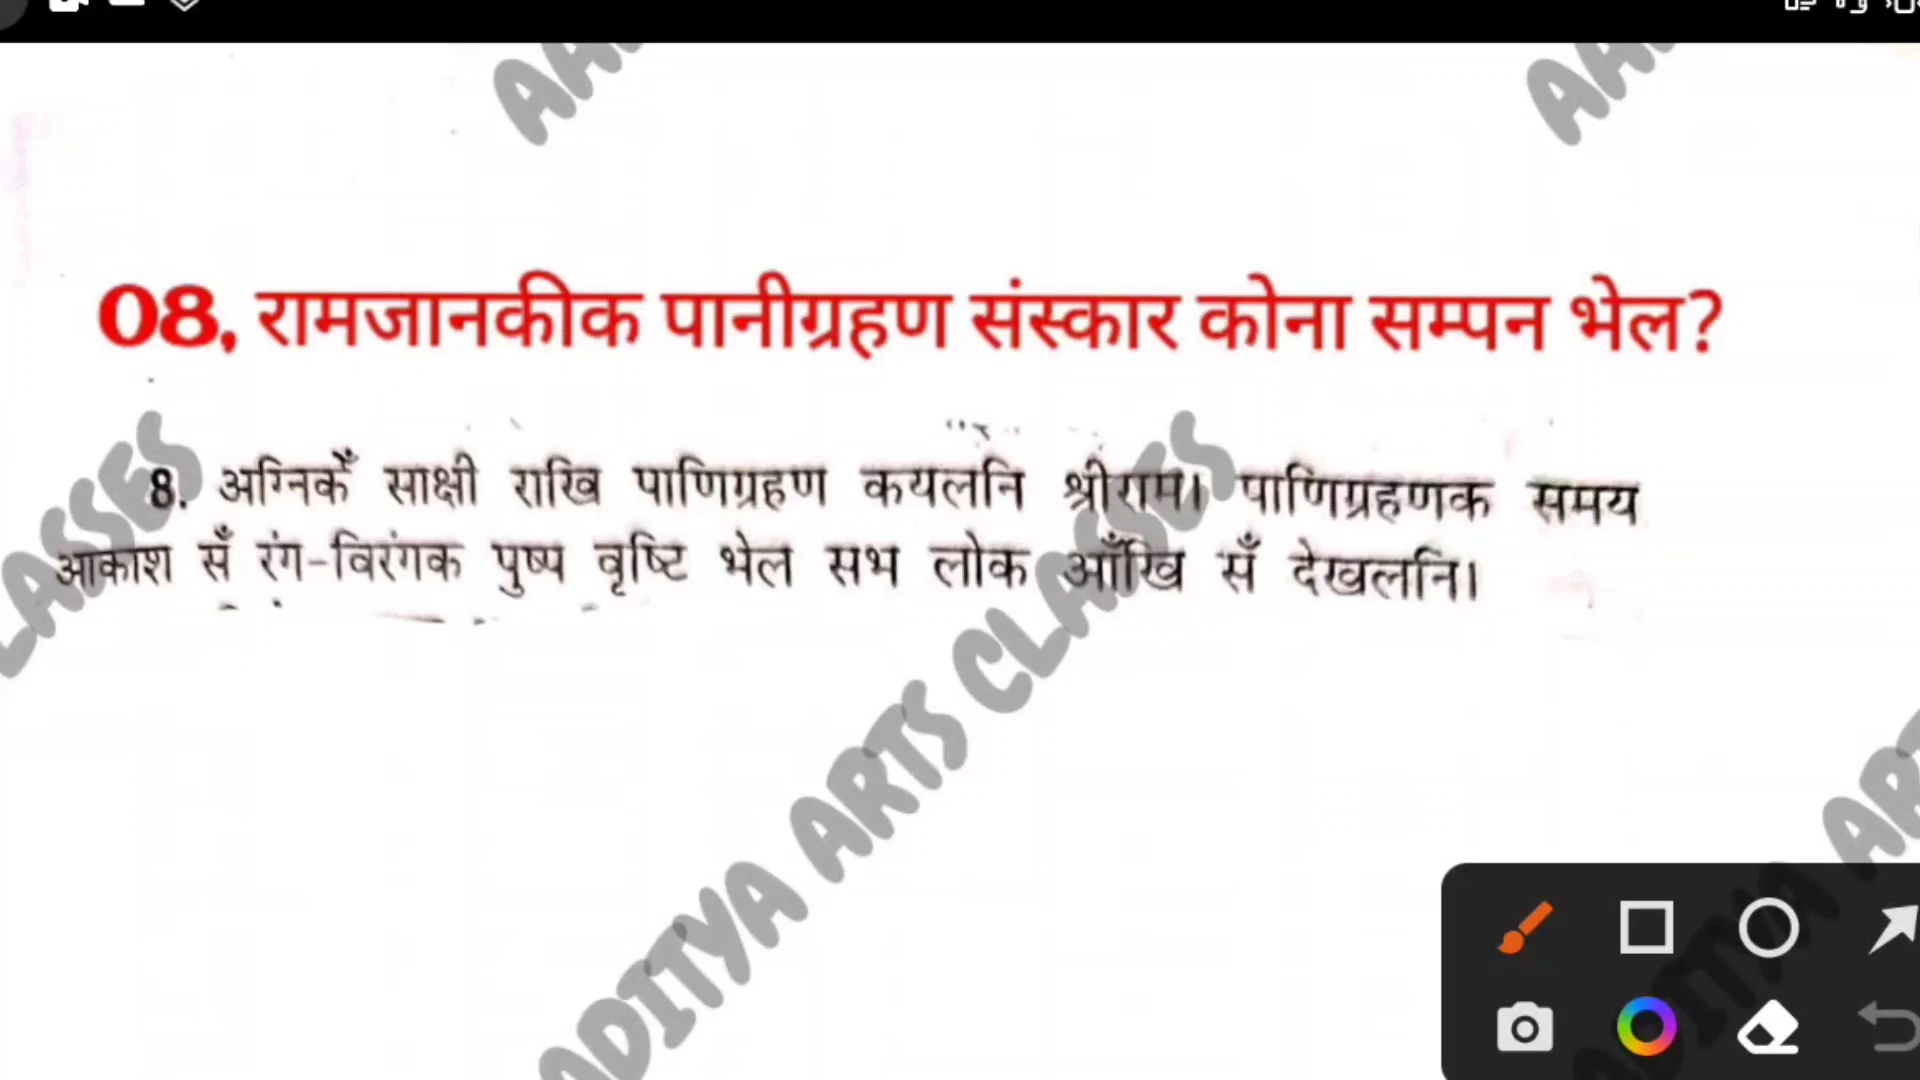 08, रामजानकीक पानीग्रहण संस्कार कोना सम्पन भेल?
8. अग्निकेँ साक्षी राखि पाणिग्रहण कयलनि श्रीराम। पाणिग्रहणक समय
आकाश सँ रंग-विरंगक पुष्प वृष्टि भेल सभ लोक आँखि सँ देखलनि।
ADITYA ARTS CLASSES